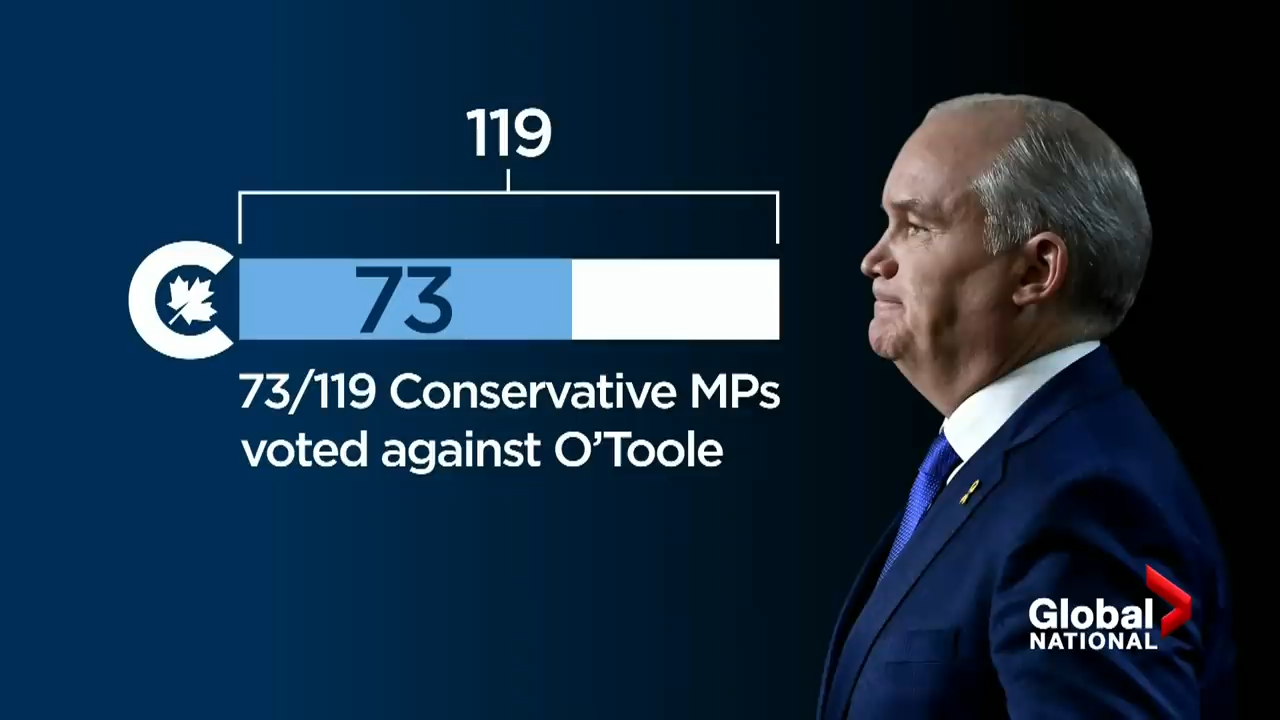 119
73
73/119 Conservative MPs
voted against O'Toole
Global
NATIONAL